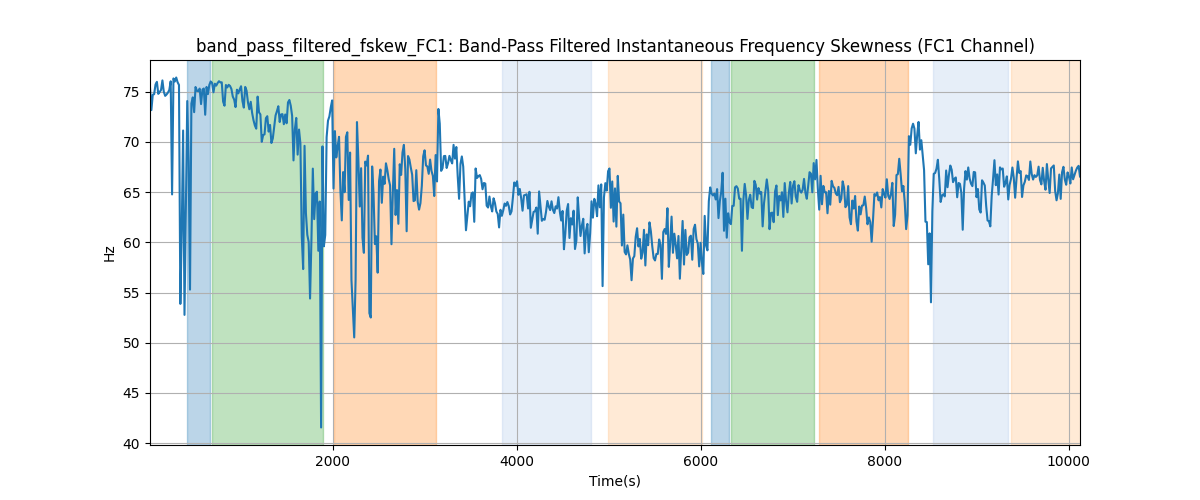 band_pass_filtered_fskew_FC1: Band-Pass Filtered Instantaneous Frequency Skewness (FC1 Channel)
75
70
65
60
55
50
45
40
Hz
2000 4000 6000 8000 10000
Time(s)